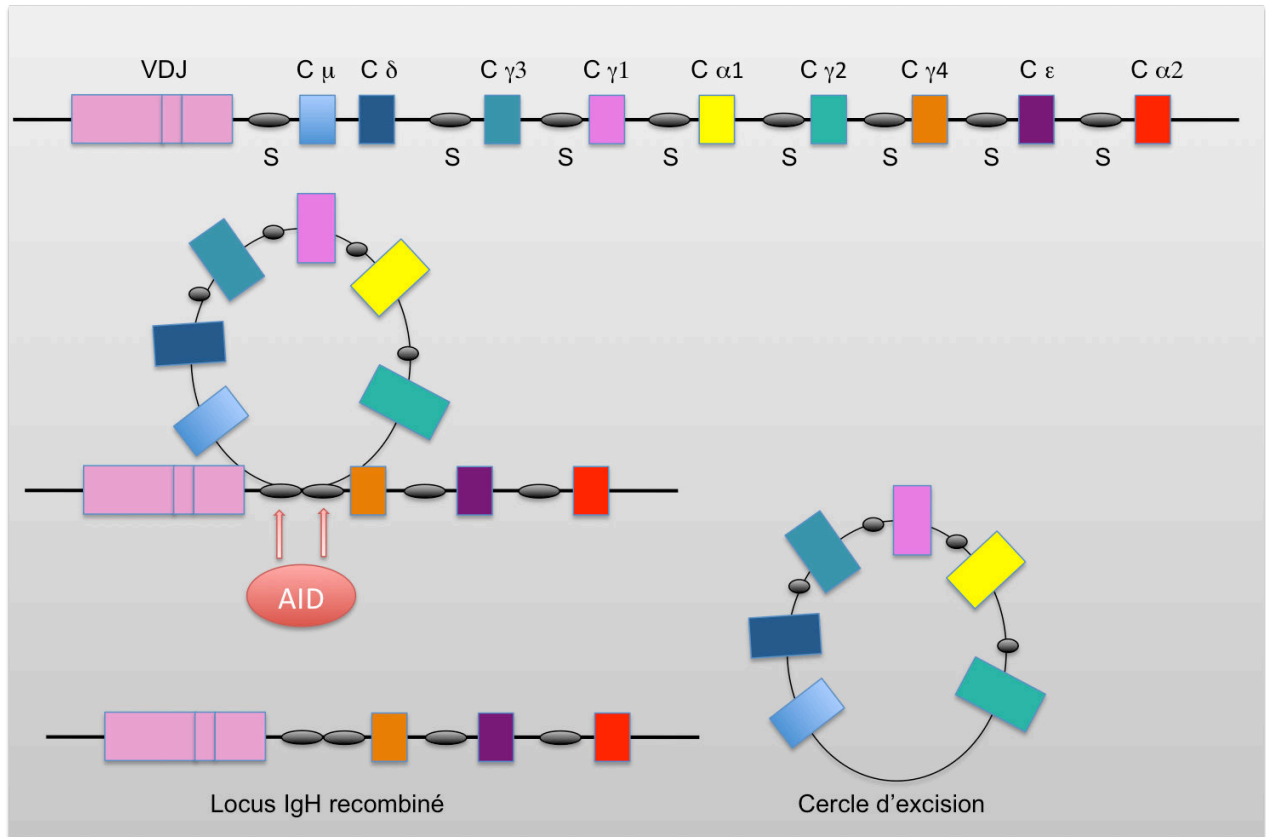 VDJ C μ C δ C γ3 C γ1 C α1 C γ2 C γ4 C ε C α2
S S S S S S S S
AID
Locus IgH recombiné Cercle d'excision